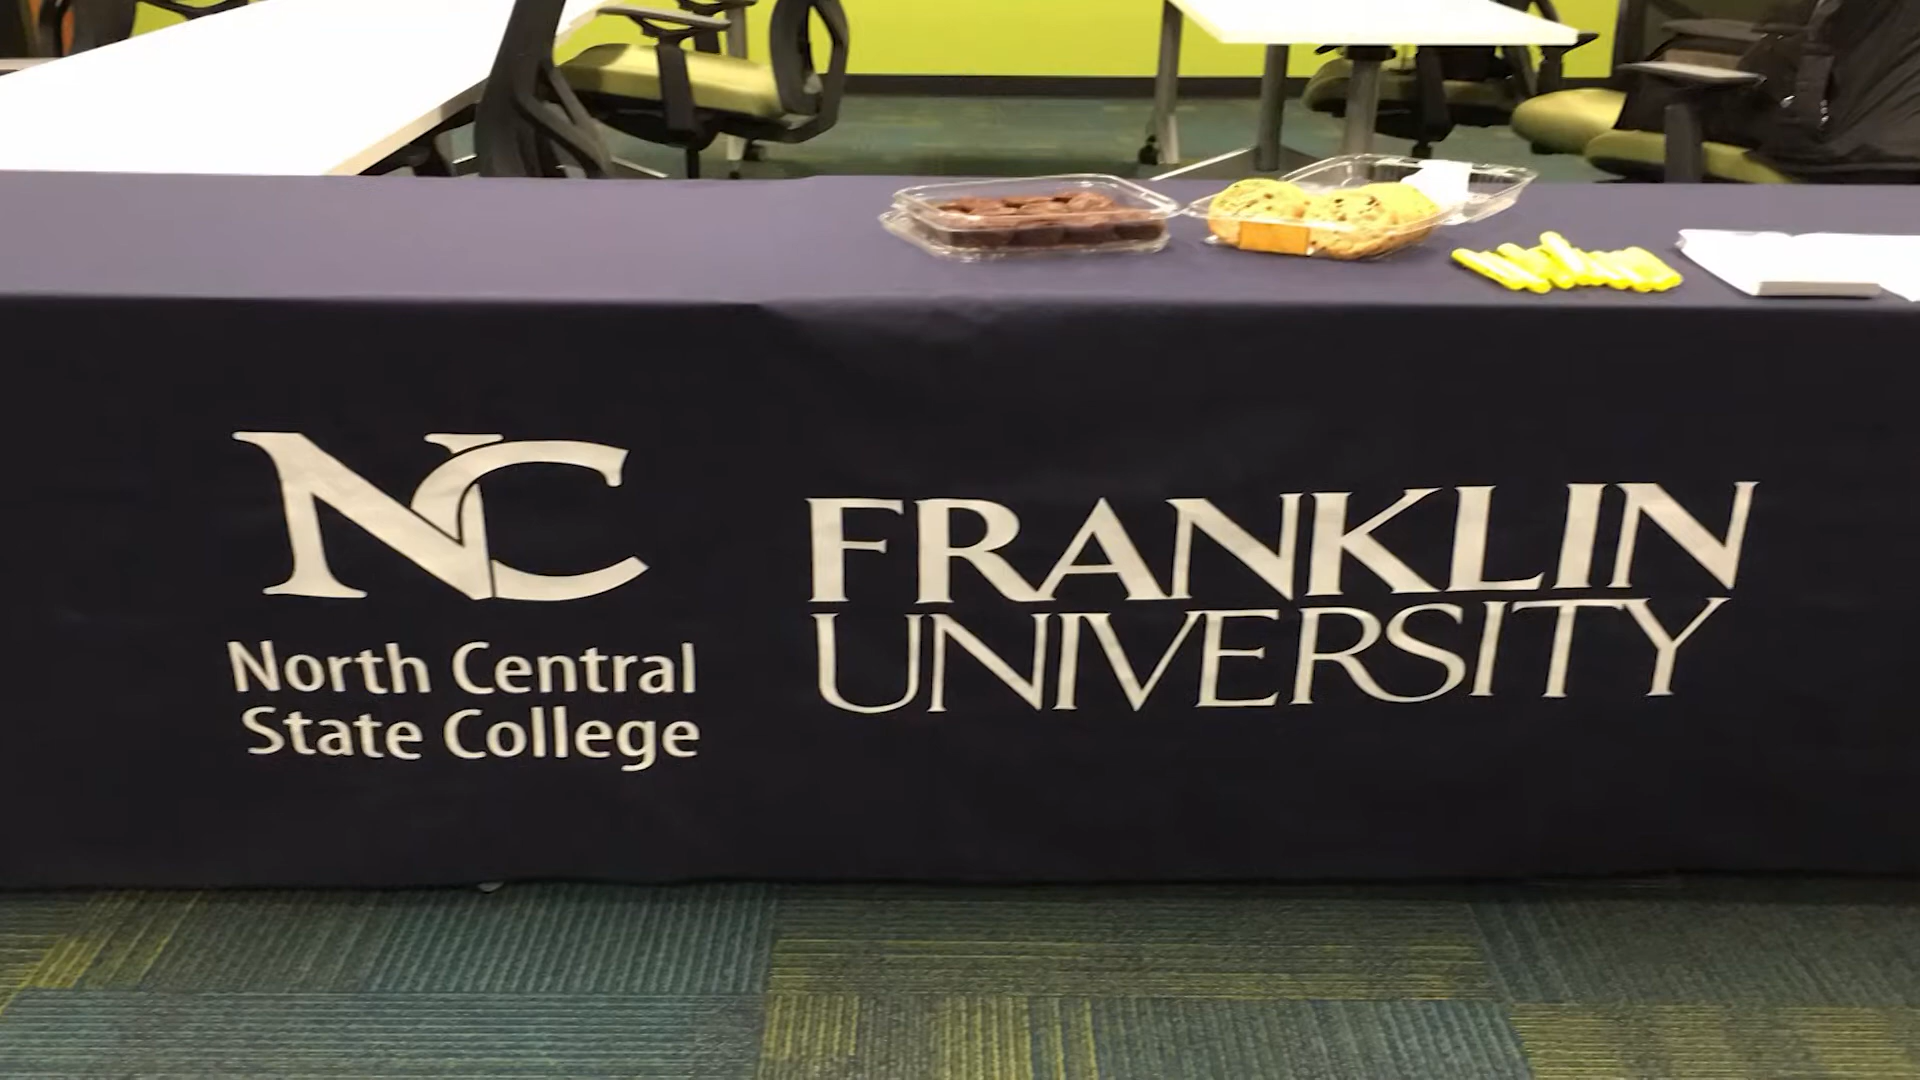 NC
North Central
State College
FRANKLIN
UNIVERSITY